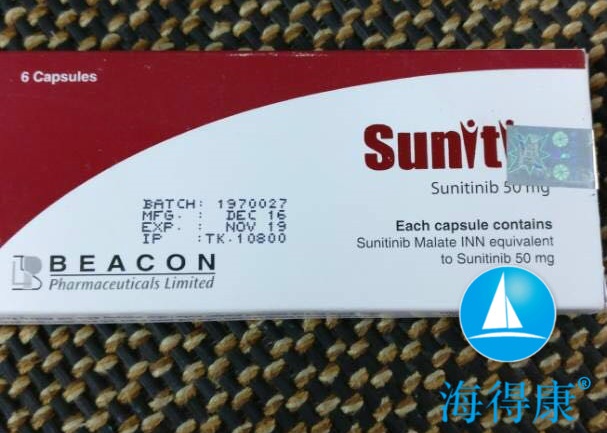 6 Capsules
Sunitinib 50 mg
BATCH: 1970027
MFG. : DEC 16
EXP. : NOV 19
IP :TK.10800
Each capsule contains
Sunitinib Malate INN equivalent
to Sunitinib 50 mg
BEACON
Pharmaceuticals Limited
海得康®